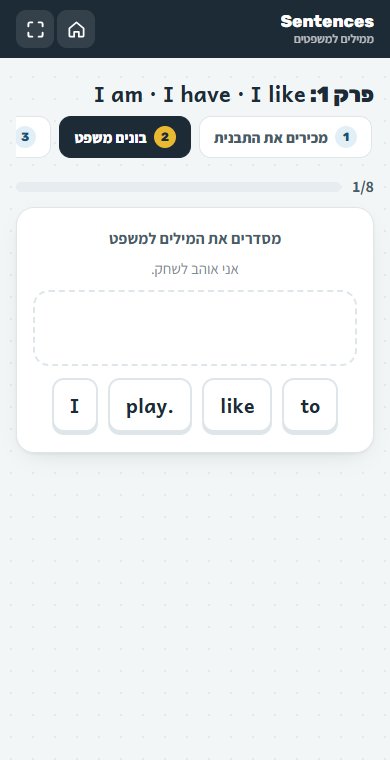 Sentences
ממילים למשפטים
פרק 1: I am · I have · I like
1 מכירים את התבנית
2 בונים משפט
3
1/8
מסדרים את המילים למשפט
אני אוהב לשחק.
I play. like to